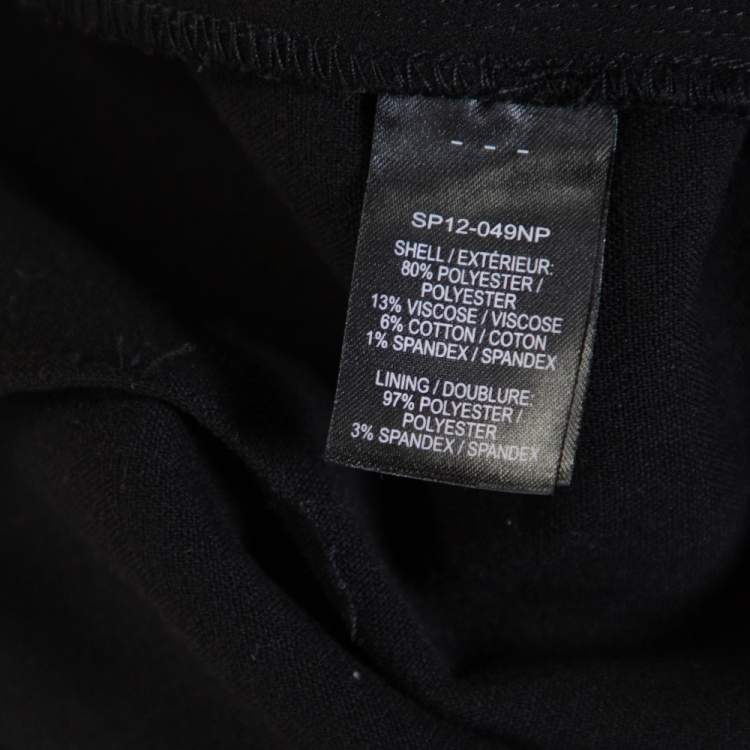 - - -
SP12-049NP
SHELL / EXTÉRIEUR:
80% POLYESTER /
POLYESTER
13% VISCOSE / VISCOSE
6% COTTON / COTON
1% SPANDEX / SPANDEX
LINING / DOUBLURE:
97% POLYESTER /
POLYESTER
3% SPANDEX / SPANDEX